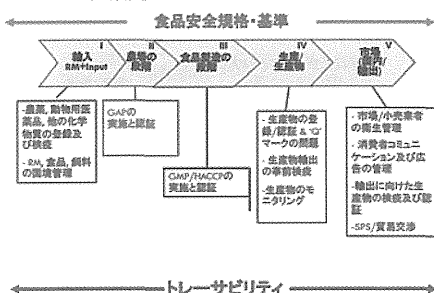 食品安全規格・基準
I
輸入
RM+Input
II
農場の
段階
III
食品製造の
段階
IV
生産/
生産物
V
市場
(国内/
輸出)
-農薬, 動物用医
薬品, 他の化学
物質の登録及
び検疫
- RM, 食品, 飼料
の国境管理
GAPの
実施と認証
GMP/HACCPの
実施と認証
- 生産物の登
録/認証 & 'Q'
マークの問題
- 生産物輸出
の事前検疫
-生産物のモ
ニタリング
- 市場/小売業者
の衛生管理
- 消費者コミュニ
ケーション及び広
告の管理
-輸出に向けた生
産物の検疫及び認
証
-SPS/貿易交渉
トレーサビリティ